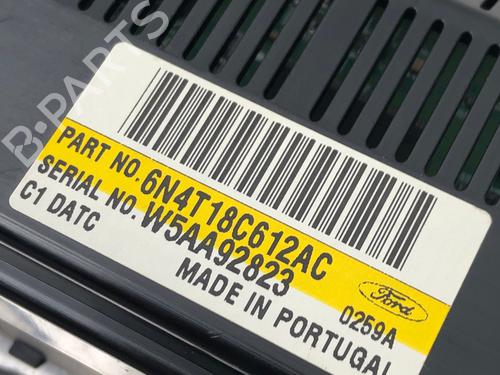 B-PARTS
PART NO. 6N4T18C612AC
SERIAL NO. W5AA92823
C1 DATC
MADE IN PORTUGAL
Ford
0259A